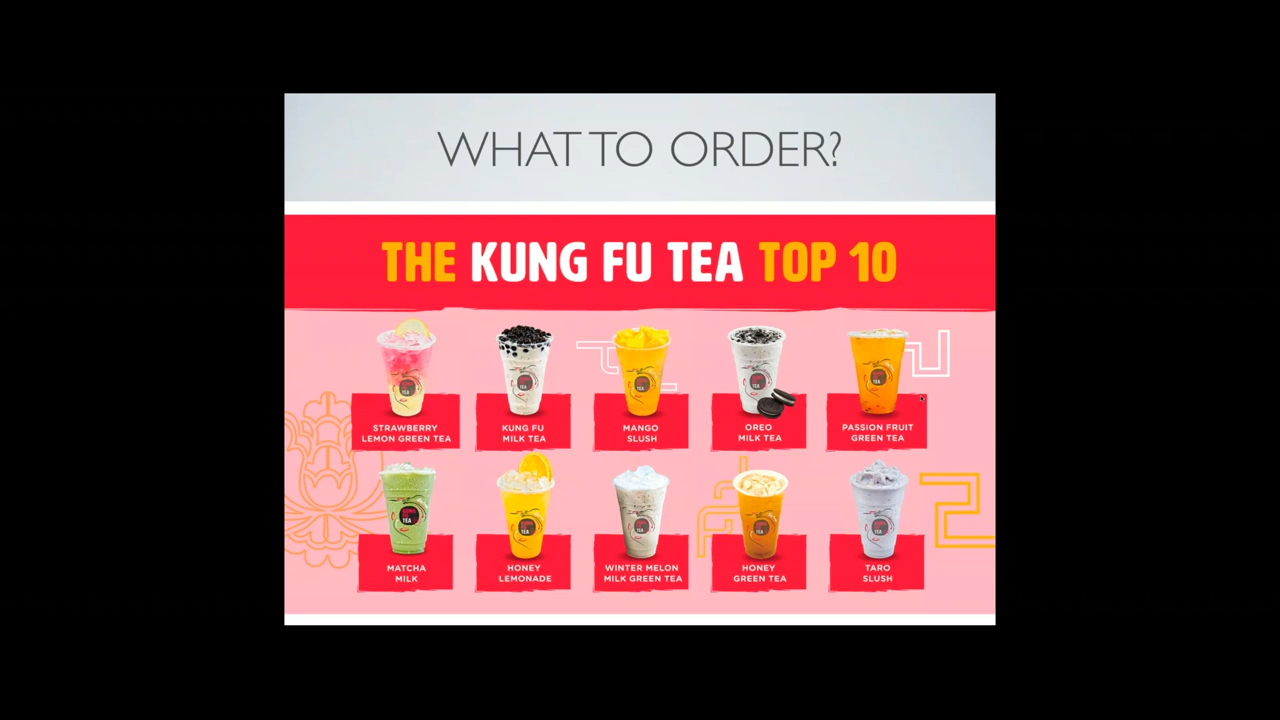 WHAT TO ORDER?
THE KUNG FU TEA TOP 10
STRAWBERRY
LEMON GREEN TEA
KUNG FU
MILK TEA
MANGO
SLUSH
OREO
MILK TEA
PASSION FRUIT
GREEN TEA
MATCHA
MILK
HONEY
LEMONADE
WINTER MELON
MILK GREEN TEA
HONEY
GREEN TEA
TARO
SLUSH